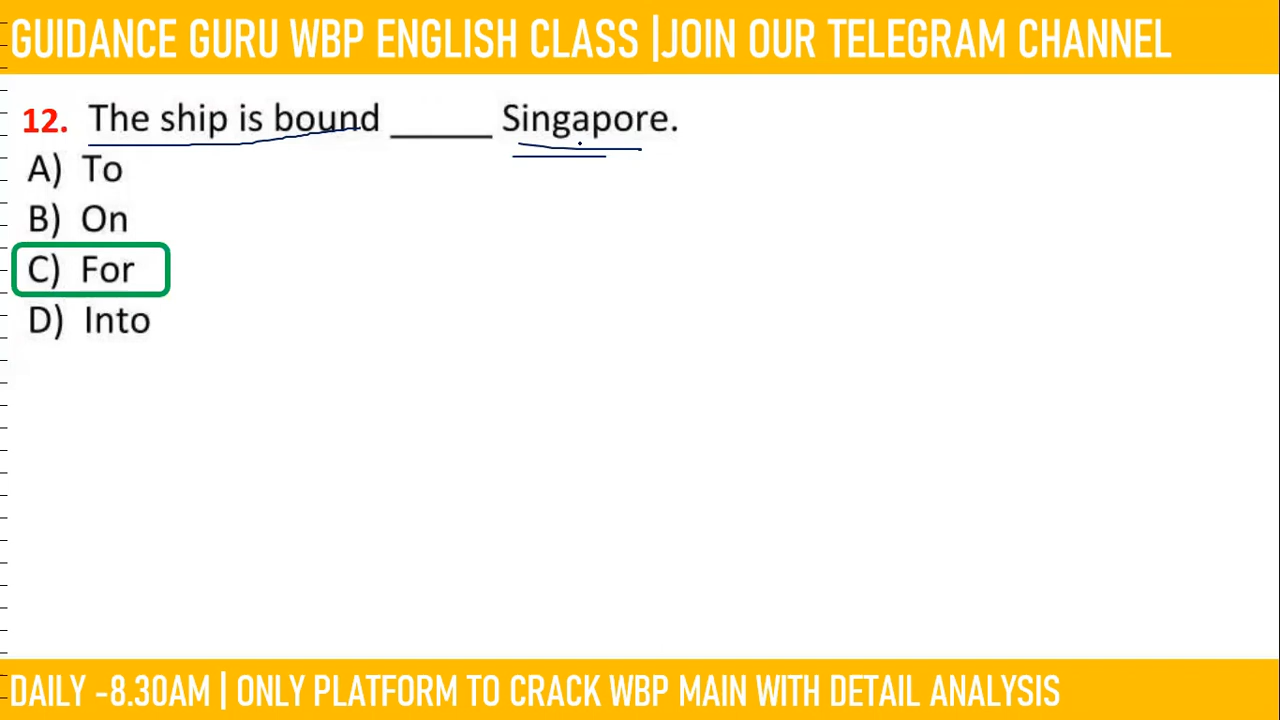 GUIDANCE GURU WBP ENGLISH CLASS |JOIN OUR TELEGRAM CHANNEL
12. The ship is bound ______ Singapore.
A) To
B) On
C) For
D) Into
DAILY -8.30AM | ONLY PLATFORM TO CRACK WBP MAIN WITH DETAIL ANALYSIS